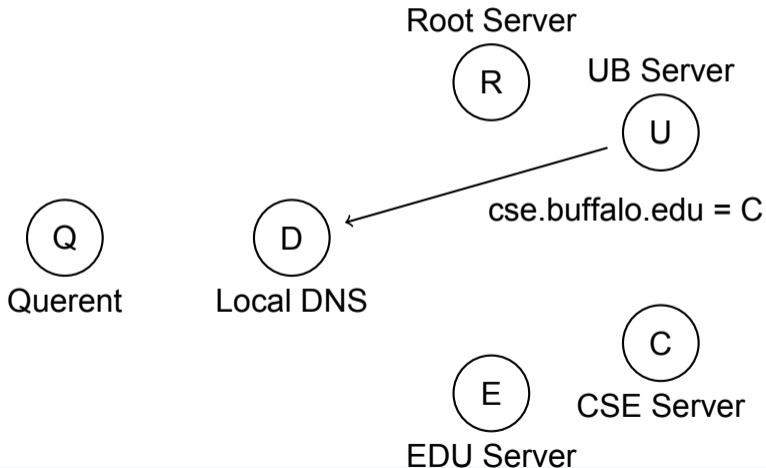 Root Server
R
UB Server
U
cse.buffalo.edu = C
Q
Querent
D
Local DNS
C
CSE Server
E
EDU Server